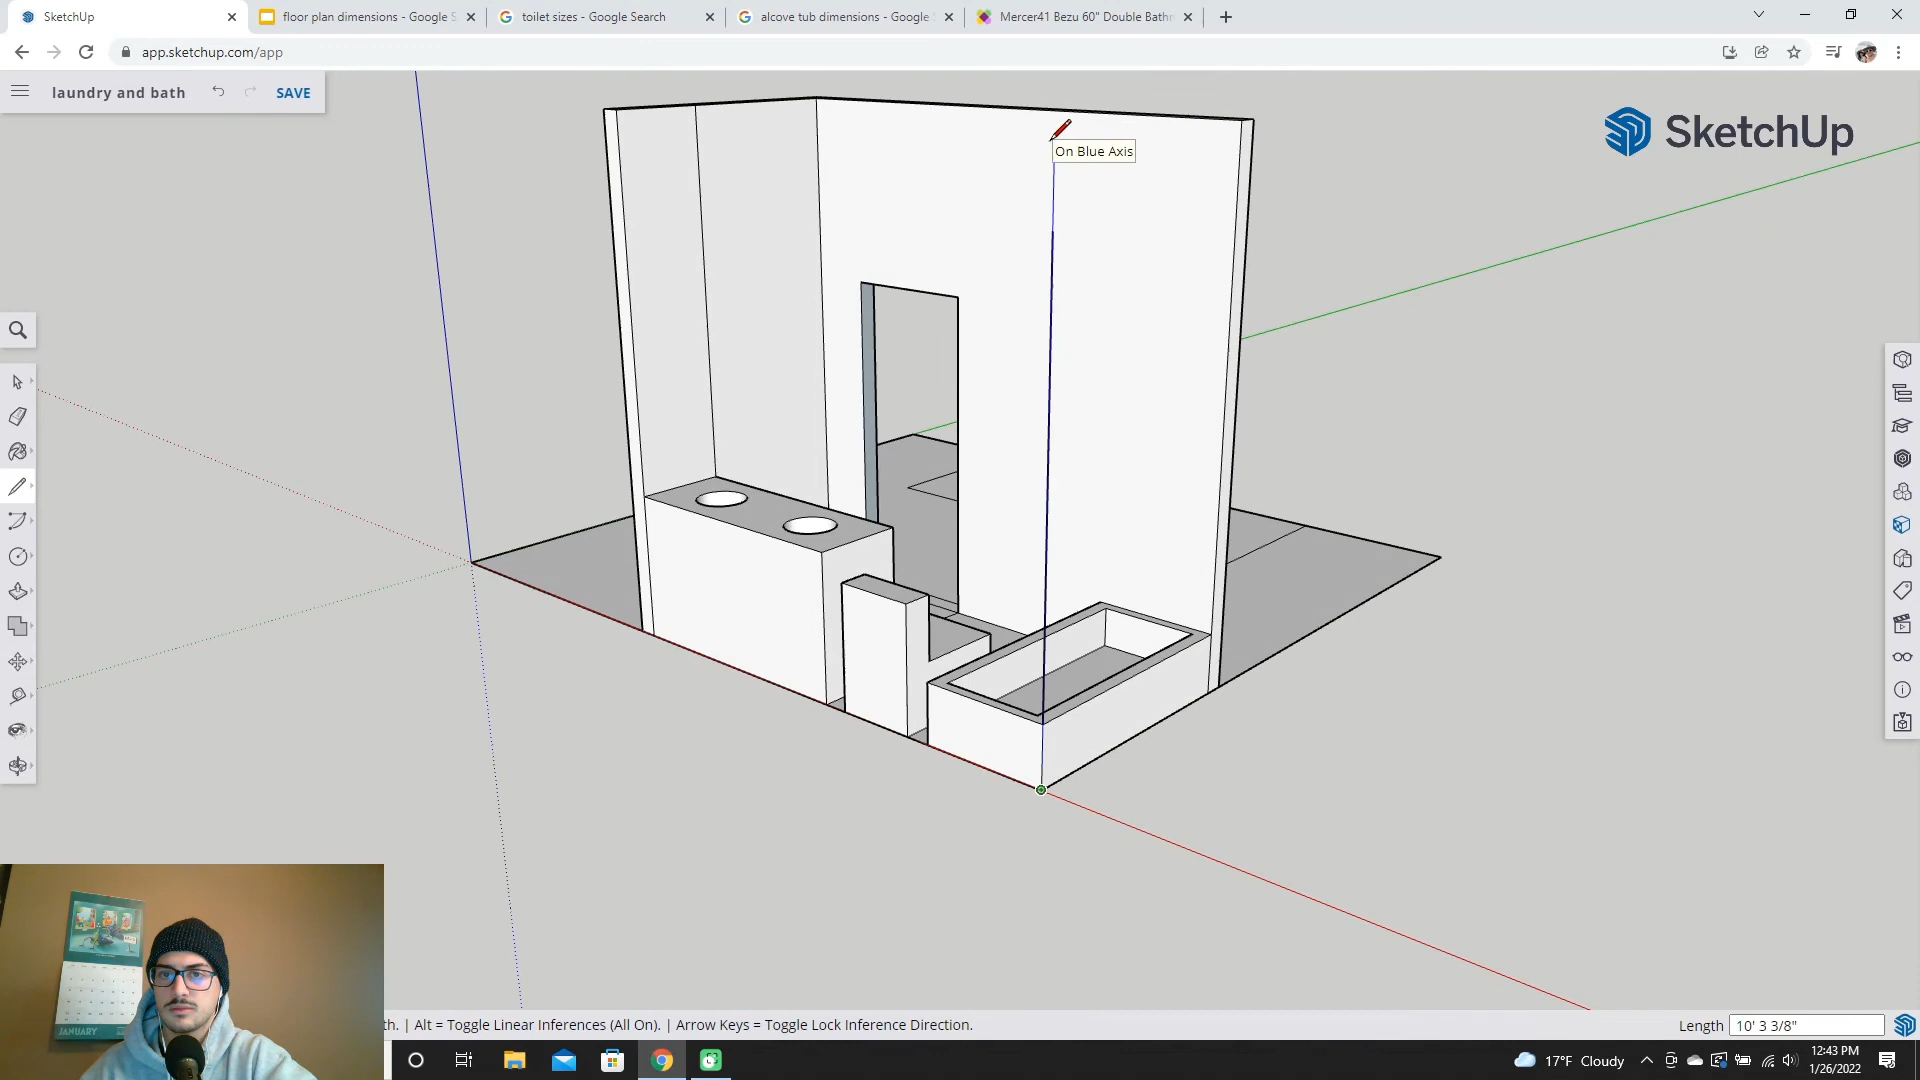 SketchUp
floor plan dimensions - Google S
toilet sizes - Google Search
alcove tub dimensions - Google
Mercer41 Bezu 60" Double Bathr
app.sketchup.com/app
laundry and bath
SAVE
SketchUp
On Blue Axis
JANUARY
th. | Alt = Toggle Linear Inferences (All On). | Arrow Keys = Toggle Lock Inference Direction.
Length
10' 3 3/8"
17°F Cloudy
12:43 PM
1/26/2022